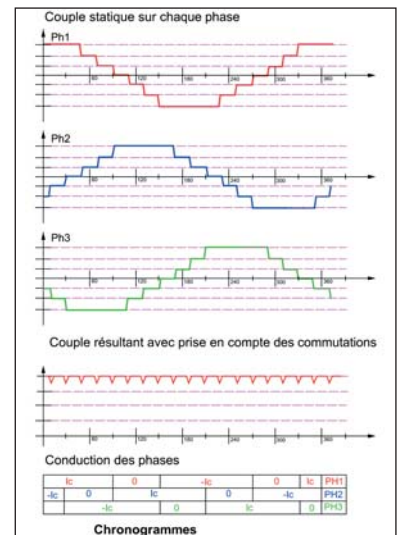 Couple statique sur chaque phase
Ph1
60 120 180 240 300 360
Ph2
60 120 180 240 300 360
Ph3
60 120 180 240 300 360
Couple résultant avec prise en compte des commutations
60 120 180 240 300 360
Conduction des phases
Ic 0 -Ic 0 Ic PH1
-Ic 0 Ic 0 -Ic PH2
-Ic 0 Ic 0 PH3
Chronogrammes